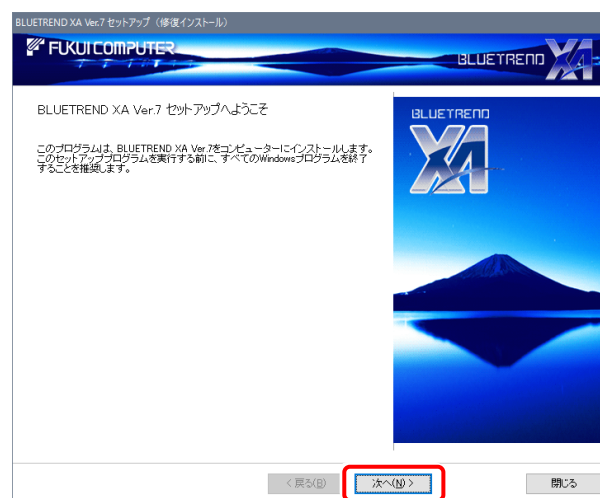 BLUETREND XA Ver.7 セットアップ（修復インストール）
FUKUI COMPUTER
BLUETREND XA
BLUETREND XA Ver.7 セットアップへようこそ
このプログラムは、BLUETREND XA Ver.7をコンピューターにインストールします。
このセットアッププログラムを実行する前に、すべてのWindowsプログラムを終了
することを推奨します。
BLUETREND
XA
< 戻る(B)
次へ(N) >
閉じる